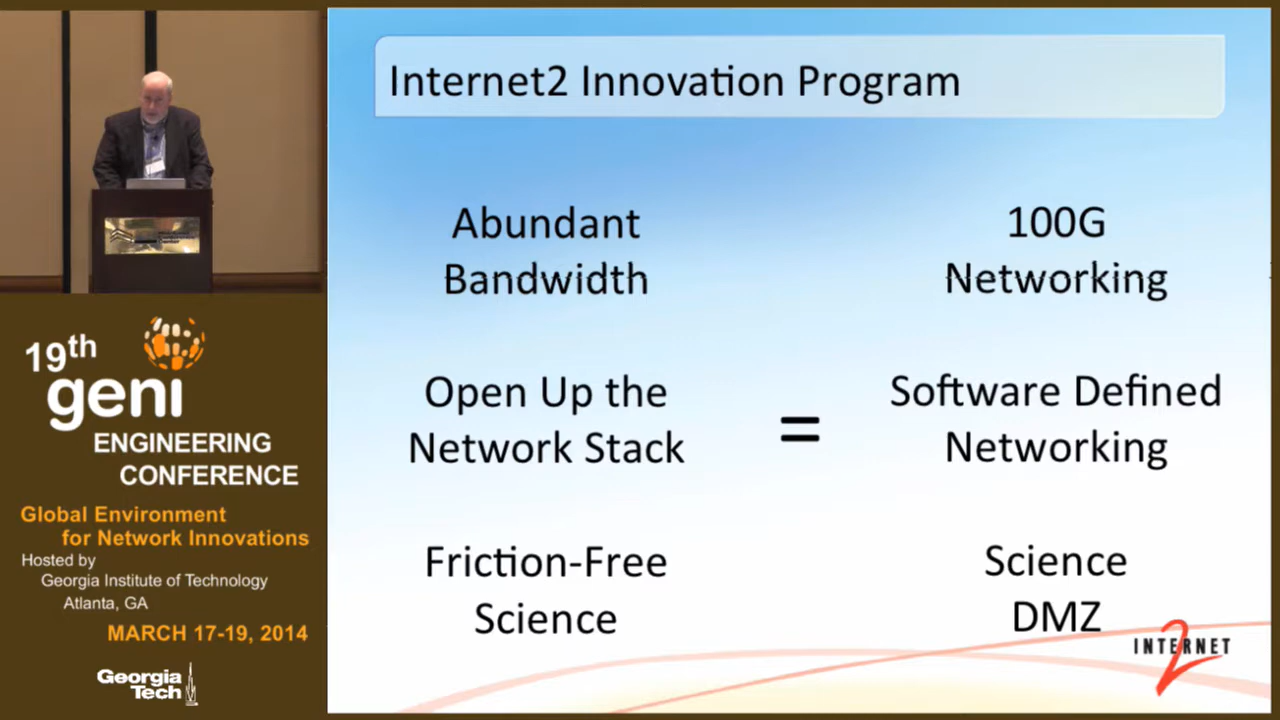 Internet2 Innovation Program
Abundant
Bandwidth
100G
Networking
Open Up the
Network Stack
=
Software Defined
Networking
Friction-Free
Science
Science
DMZ
INTERNET
2
19th
geni
ENGINEERING
CONFERENCE
Global Environment
for Network Innovations
Hosted by
Georgia Institute of Technology
Atlanta, GA
MARCH 17-19, 2014
Georgia
Tech